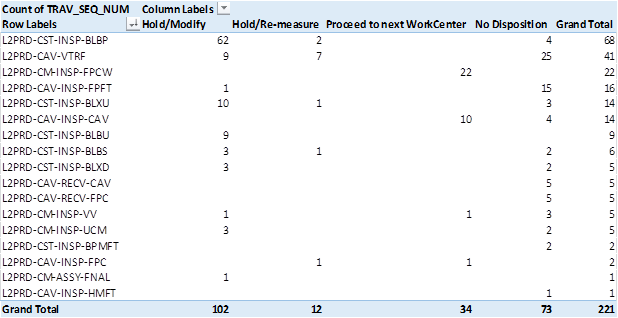 Count of TRAV_SEQ_NUM Column Labels
Row Labels Hold/Modify Hold/Re-measure Proceed to next WorkCenter No Disposition Grand Total
L2PRD-CST-INSP-BLBP 62 2 4 68
L2PRD-CAV-VTRF 9 7 25 41
L2PRD-CM-INSP-FPCW 22 22
L2PRD-CAV-INSP-FPFT 1 15 16
L2PRD-CST-INSP-BLXU 10 1 3 14
L2PRD-CAV-INSP-CAV 10 4 14
L2PRD-CST-INSP-BLBU 9 9
L2PRD-CST-INSP-BLBS 3 1 2 6
L2PRD-CST-INSP-BLXD 3 2 5
L2PRD-CAV-RECV-CAV 5 5
L2PRD-CAV-RECV-FPC 5 5
L2PRD-CM-INSP-VV 1 1 3 5
L2PRD-CM-INSP-UCM 3 2 5
L2PRD-CST-INSP-BPMFT 2 2
L2PRD-CAV-INSP-FPC 1 1 2
L2PRD-CM-ASSY-FNAL 1 1
L2PRD-CAV-INSP-HMFT 1 1
Grand Total 102 12 34 73 221